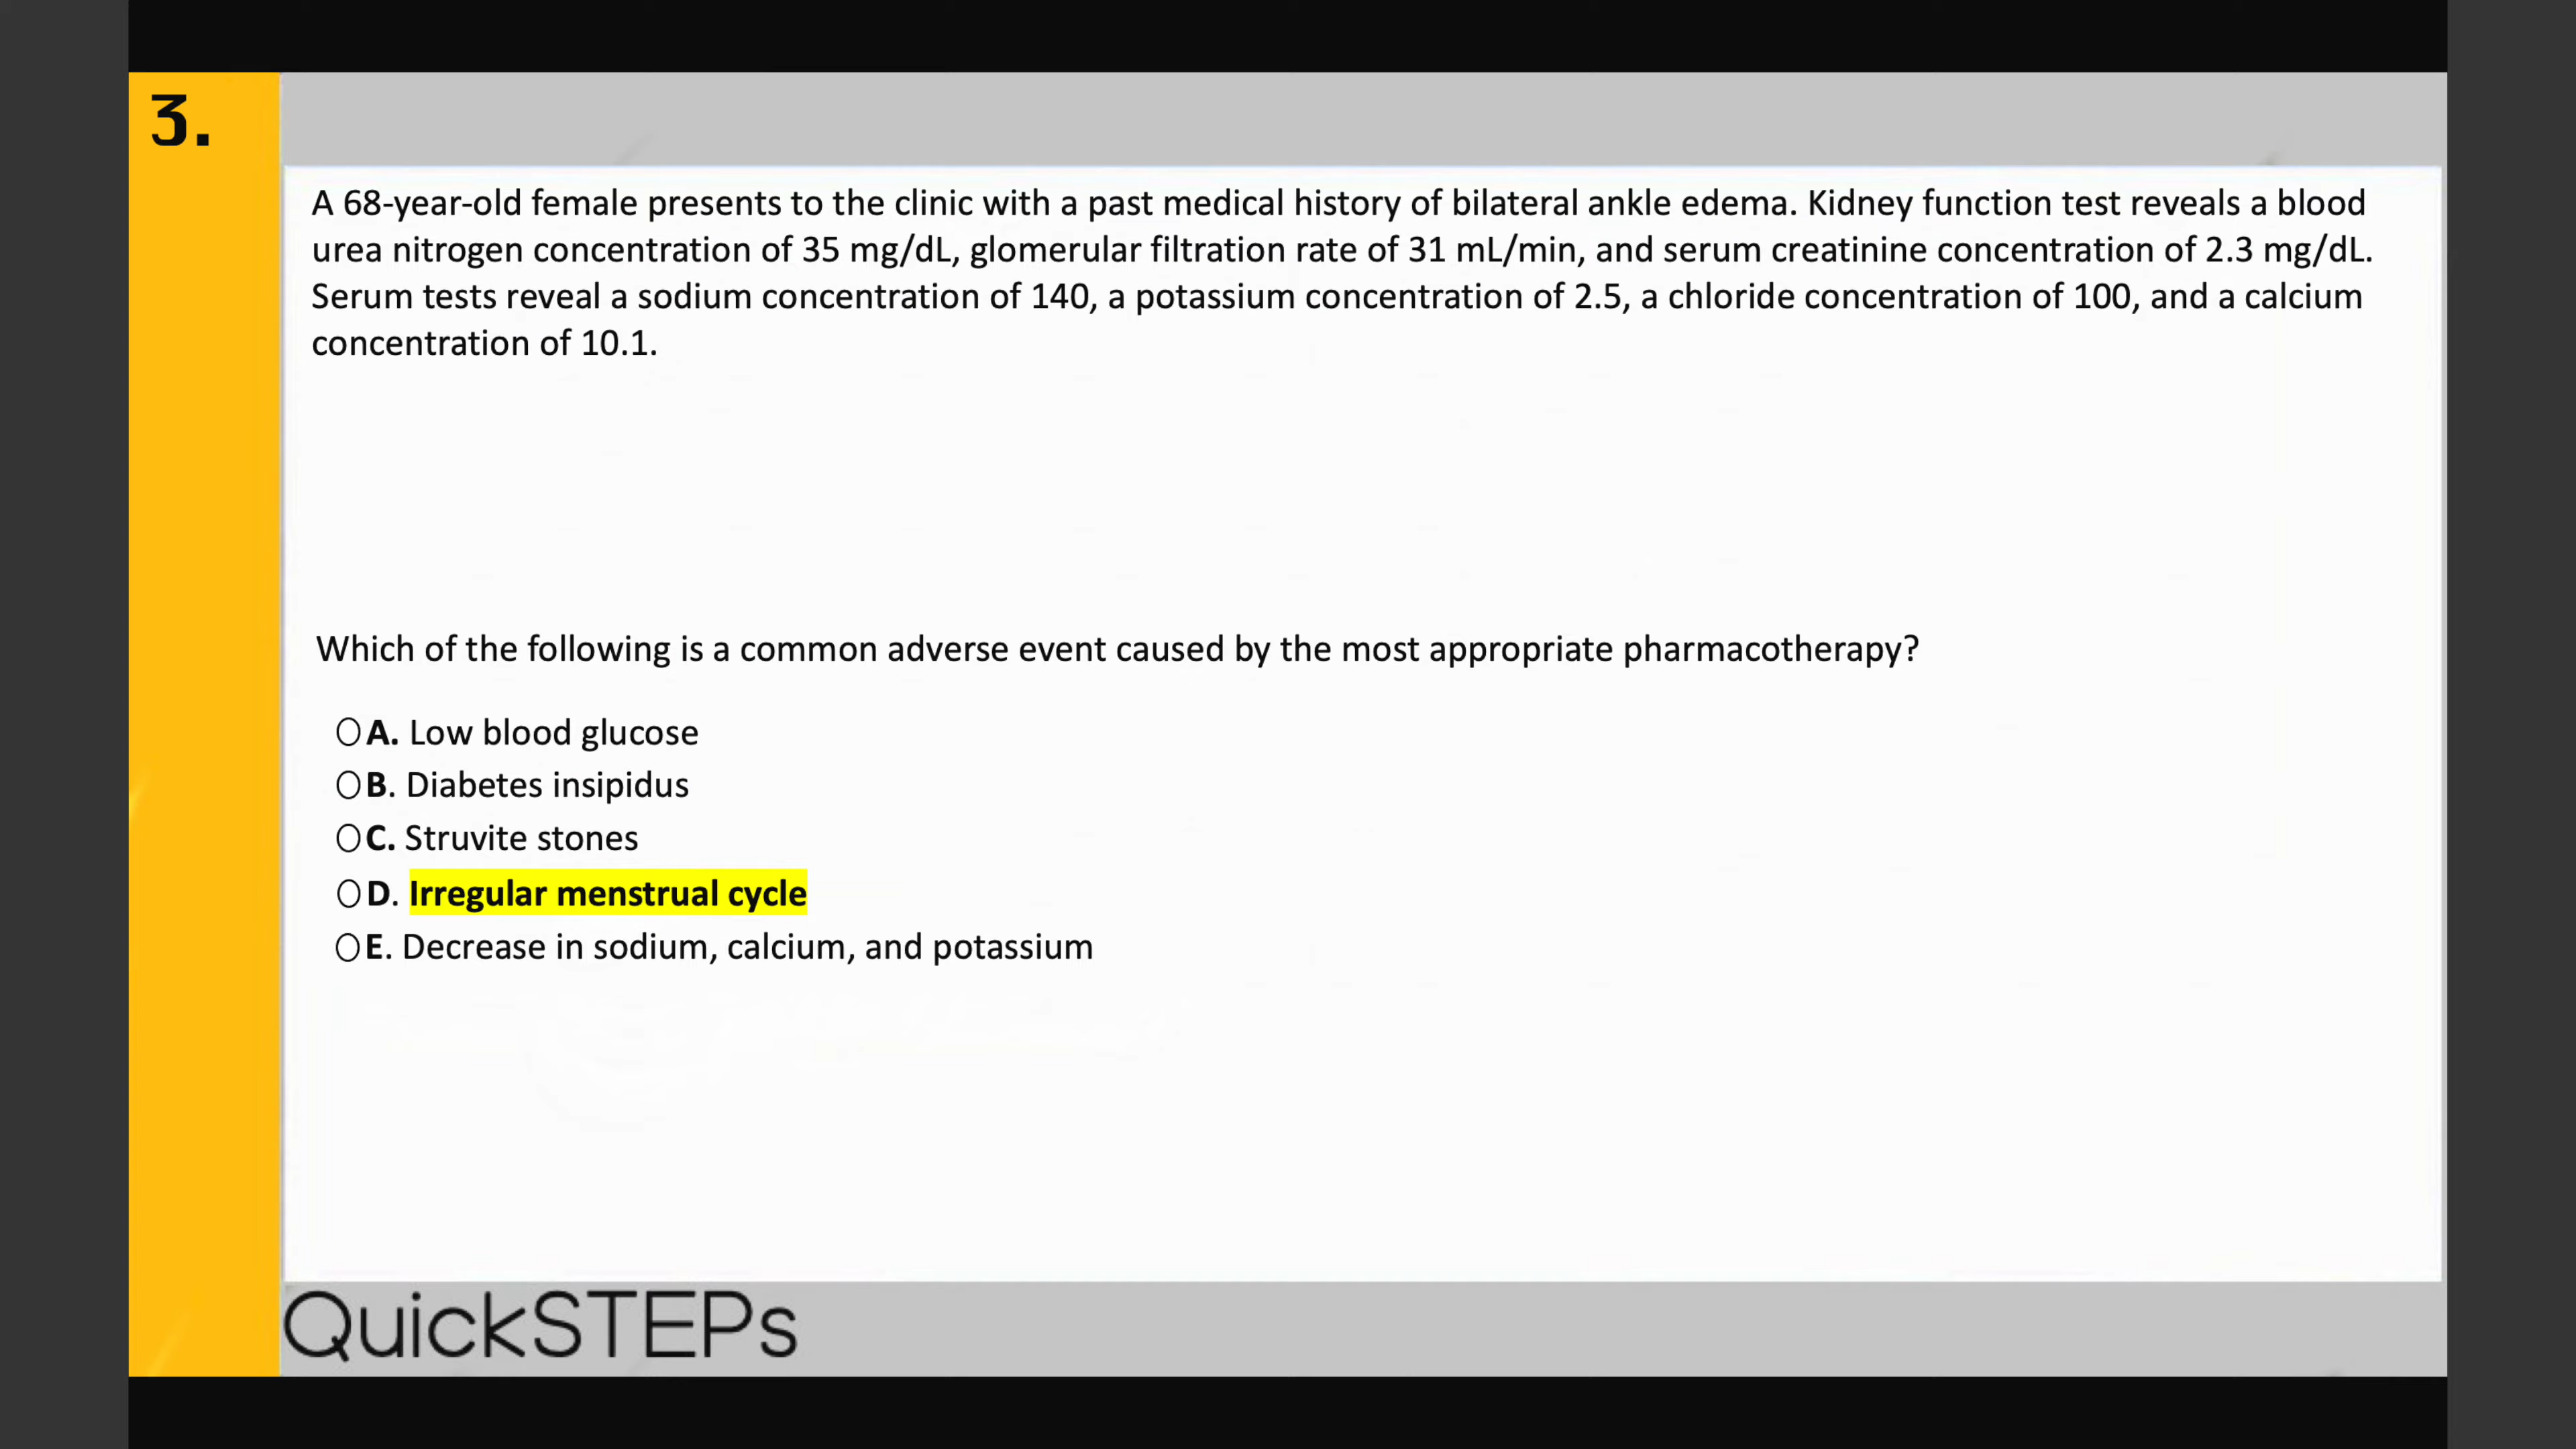 3.
A 68-year-old female presents to the clinic with a past medical history of bilateral ankle edema. Kidney function test reveals a blood
urea nitrogen concentration of 35 mg/dL, glomerular filtration rate of 31 mL/min, and serum creatinine concentration of 2.3 mg/dL.
Serum tests reveal a sodium concentration of 140, a potassium concentration of 2.5, a chloride concentration of 100, and a calcium
concentration of 10.1.
Which of the following is a common adverse event caused by the most appropriate pharmacotherapy?
A. Low blood glucose
B. Diabetes insipidus
C. Struvite stones
D. Irregular menstrual cycle
E. Decrease in sodium, calcium, and potassium
QuickSTEPs